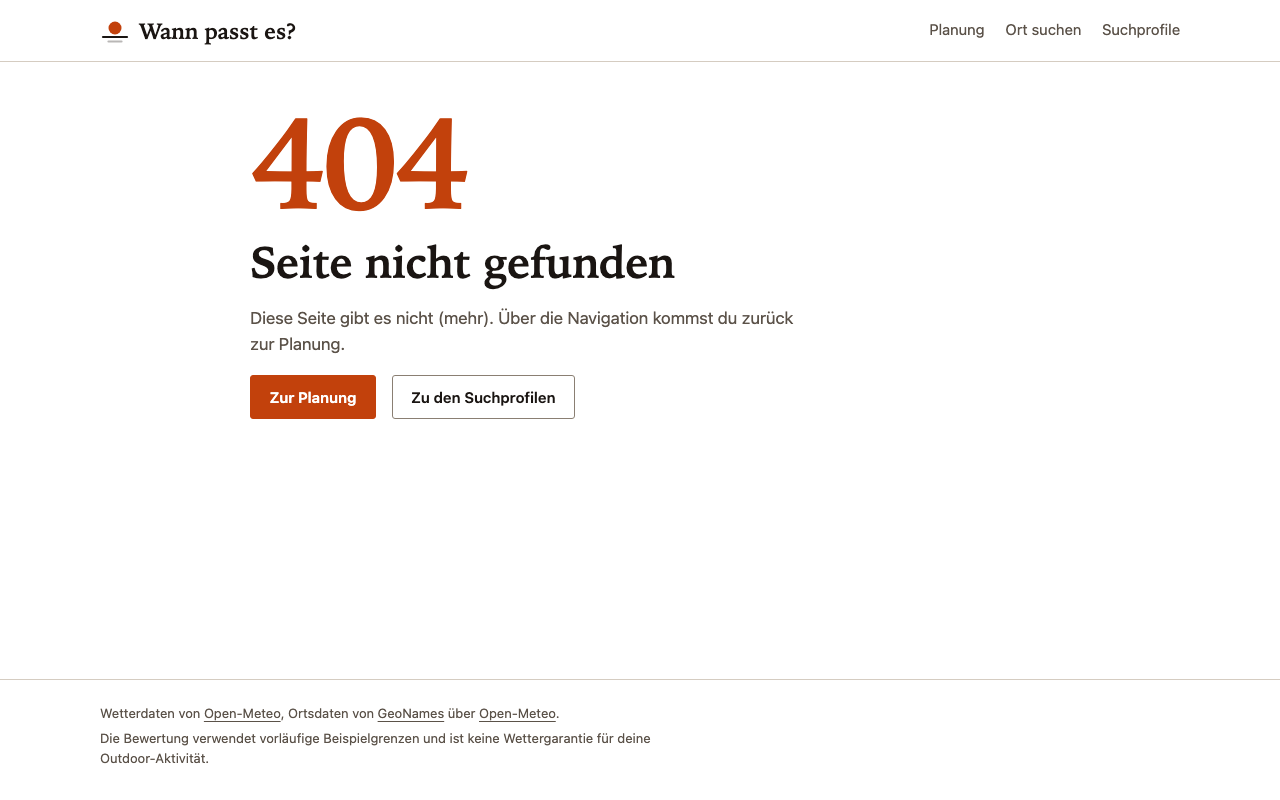 Wann passt es?
Planung
Ort suchen
Suchprofile
404
Seite nicht gefunden
Diese Seite gibt es nicht (mehr). Über die Navigation kommst du zurück
zur Planung.
Zur Planung
Zu den Suchprofilen
Wetterdaten von Open-Meteo, Ortsdaten von GeoNames über Open-Meteo.
Die Bewertung verwendet vorläufige Beispielgrenzen und ist keine Wettergarantie für deine
Outdoor-Aktivität.